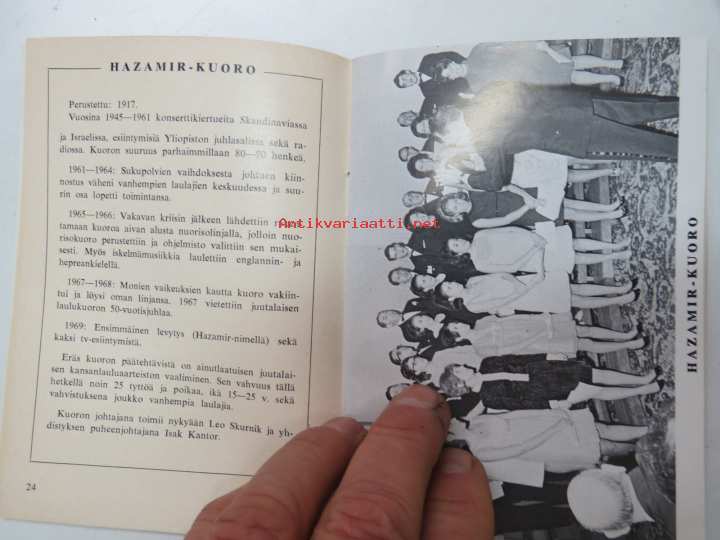 HAZAMIR-KUORO
Perustettu: 1917.
Vuosina 1945—1961 konserttikiertueita Skandinaviassa
ja Israelissa, esiintymisiä Yliopiston juhlasalissa sekä ra-
diossa. Kuoron suuruus parhaimmillaan 80—90 henkeä.
1961—1964: Sukupolvien vaihdoksesta johtuen kiin-
nostus väheni vanhempien laulajien keskuudessa ja suu-
rin osa lopetti toimintansa.
1965—1966: Vakavan kriisin jälkeen lähdettiin
tamaan kuoroa aivan alusta nuorisolinjalla, jolloin nuo-
risokuoro perustettiin ja ohjelmisto valittiin sen mukai-
sesti. Myös iskelmämusiikkia laulettiin englannin- ja
hepreankielellä.
1967—1968: Monien vaikeuksien kautta kuoro vakiin-
tui ja löysi oman linjansa. 1967 vietettiin juutalaisen
laulukuoron 50-vuotisjuhlaa.
1969: Ensimmäinen levytys (Hazamir-nimellä) sekä
kaksi tv-esiintymistä.
Eräs kuoron päätehtävistä on ainutlaatuisen juutalai-
sen kansanlauluaarteiston vaaliminen. Sen vahvuus tällä
hetkellä noin 25 tyttöä ja poikaa, ikä 15—25 v. sekä
vahvistuksena joukko vanhempia laulajia.
Kuoron johtajana toimii nykyään Leo Skurnik ja yh-
distyksen puheenjohtajana Isak Kantor.
24
HAZAMIR-KUORO
Antikvariaatti.net